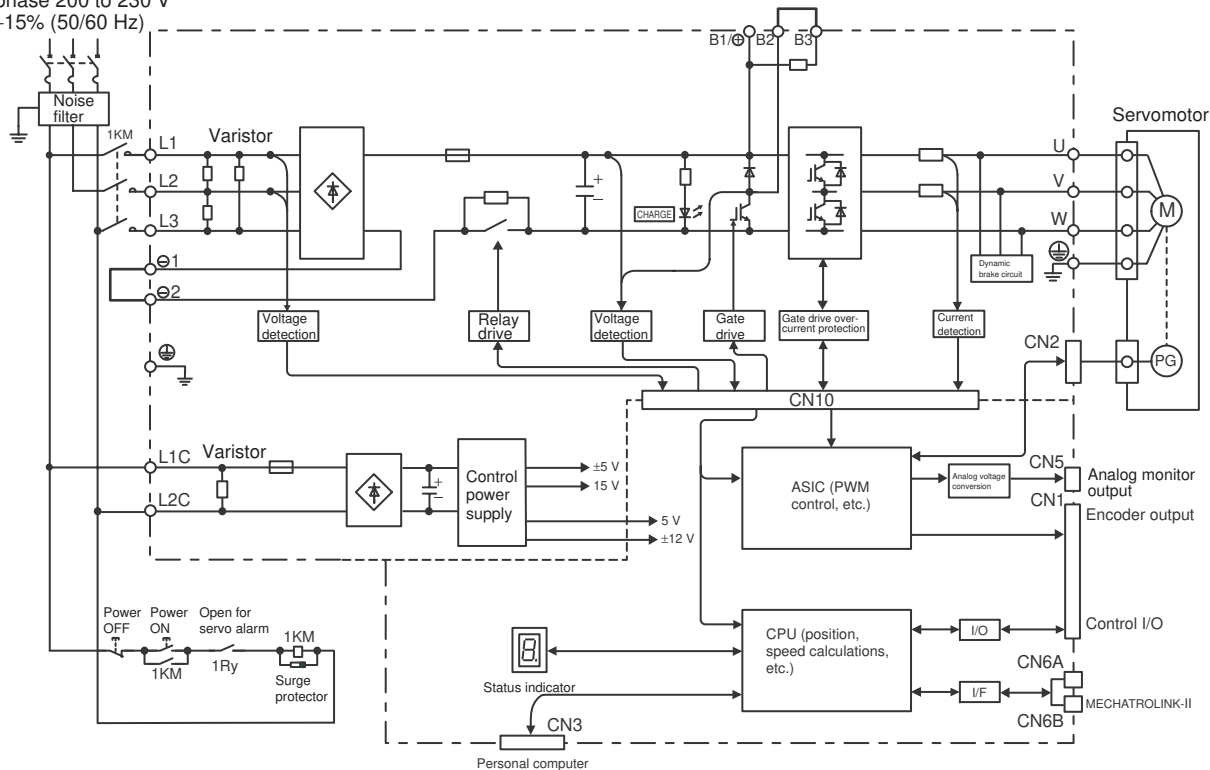 phase 200 to 230 V
-15% (50/60 Hz)
B1/⊕
B2
B3
Noise
filter
1KM
L1
Varistor
L2
L3
⊖1
⊖2
+
–
CHARGE
U
V
W
Servomotor
M
Dynamic
brake circuit
Voltage
detection
Relay
drive
Voltage
detection
Gate
drive
Gate drive over-
current protection
Current
detection
CN2
PG
CN10
L1C
Varistor
L2C
+
–
Control
power
supply
±5 V
15 V
5 V
±12 V
ASIC (PWM
control, etc.)
Analog voltage
conversion
CN5
Analog monitor
output
CN1
Encoder output
Power
OFF
Power
ON
Open for
servo alarm
1KM
1KM
1Ry
Surge
protector
8.
Status indicator
CPU (position,
speed calculations,
etc.)
I/O
Control I/O
I/F
CN6A
MECHATROLINK-II
CN6B
CN3
Personal computer